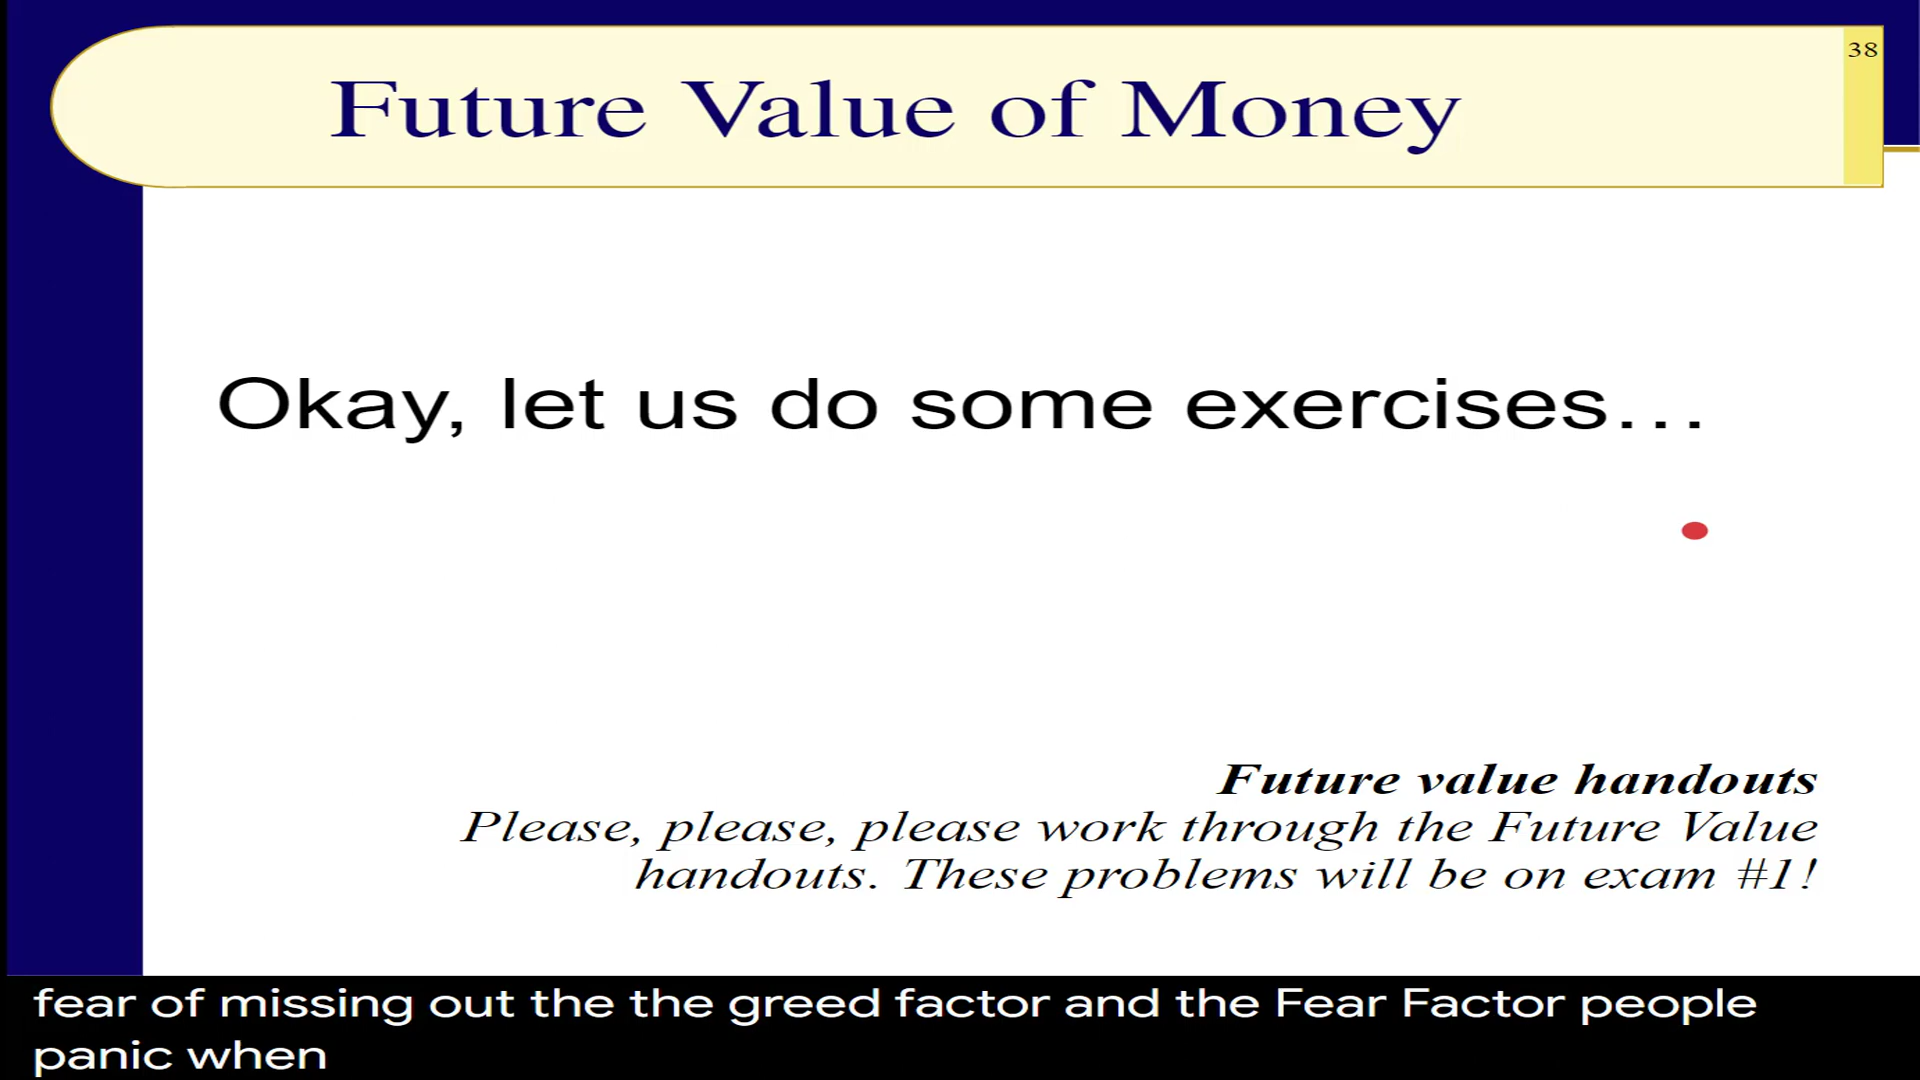 38
Future Value of Money
Okay, let us do some exercises…
Future value handouts
Please, please, please work through the Future Value
handouts. These problems will be on exam #1!
fear of missing out the the greed factor and the Fear Factor people
panic when